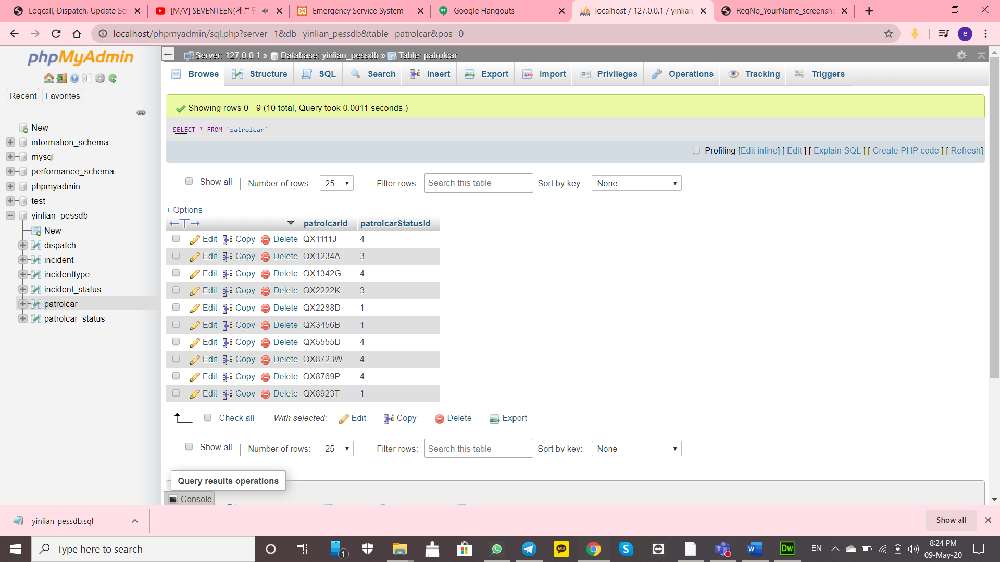 Logcall, Dispatch, Update Scr
[M/V] SEVENTEEN(세븐틴
Emergency Service System
Google Hangouts
localhost / 127.0.0.1 / yinlian_
RegNo_YourName_screensho
localhost/phpmyadmin/sql.php?server=1&db=yinlian_pessdb&table=patrolcar&pos=0
e
phpMyAdmin
Server: 127.0.0.1 » Database: yinlian_pessdb » Table: patrolcar
Browse Structure SQL Search Insert Export Import Privileges Operations Tracking Triggers
Recent Favorites
Showing rows 0 - 9 (10 total, Query took 0.0011 seconds.)
SELECT * FROM `patrolcar`
Profiling [Edit inline] [ Edit ] [ Explain SQL ] [ Create PHP code ] [ Refresh]
New
information_schema
mysql
performance_schema
phpmyadmin
test
yinlian_pessdb
New
dispatch
incident
incidenttype
incident_status
patrolcar
patrolcar_status
Show all | Number of rows: 25 Filter rows: Search this table Sort by key: None
+ Options
patrolcarId patrolcarStatusId
Edit Copy Delete QX1111J 4
Edit Copy Delete QX1234A 3
Edit Copy Delete QX1342G 4
Edit Copy Delete QX2222K 3
Edit Copy Delete QX2288D 1
Edit Copy Delete QX3456B 1
Edit Copy Delete QX5555D 4
Edit Copy Delete QX8723W 4
Edit Copy Delete QX8769P 4
Edit Copy Delete QX8923T 1
Check all With selected: Edit Copy Delete Export
Show all | Number of rows: 25 Filter rows: Search this table Sort by key: None
Query results operations
Console
yinlian_pessdb.sql
Show all
Type here to search
1
TALK
W
Dw
EN
8:24 PM
09-May-20